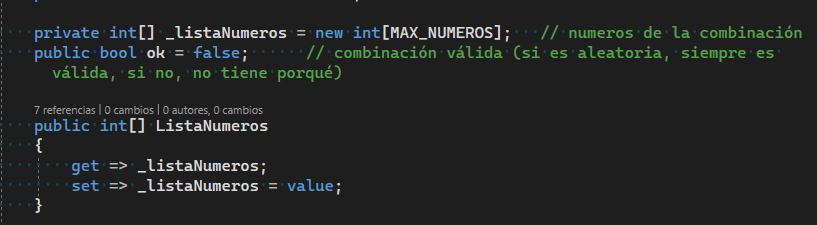 private int[] _listaNumeros = new int[MAX_NUMEROS];   // numeros de la combinación
public bool ok = false;      // combinación válida (si es aleatoria, siempre es
válida, si no, no tiene porqué)
7 referencias | 0 cambios | 0 autores, 0 cambios
public int[] ListaNumeros
{
get => _listaNumeros;
set => _listaNumeros = value;
}